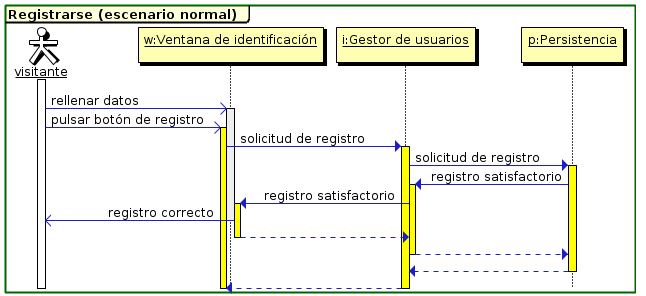 Registrarse (escenario normal)
visitante
w:Ventana de identificación
i:Gestor de usuarios
p:Persistencia
rellenar datos
pulsar botón de registro
solicitud de registro
solicitud de registro
registro satisfactorio
registro satisfactorio
registro correcto